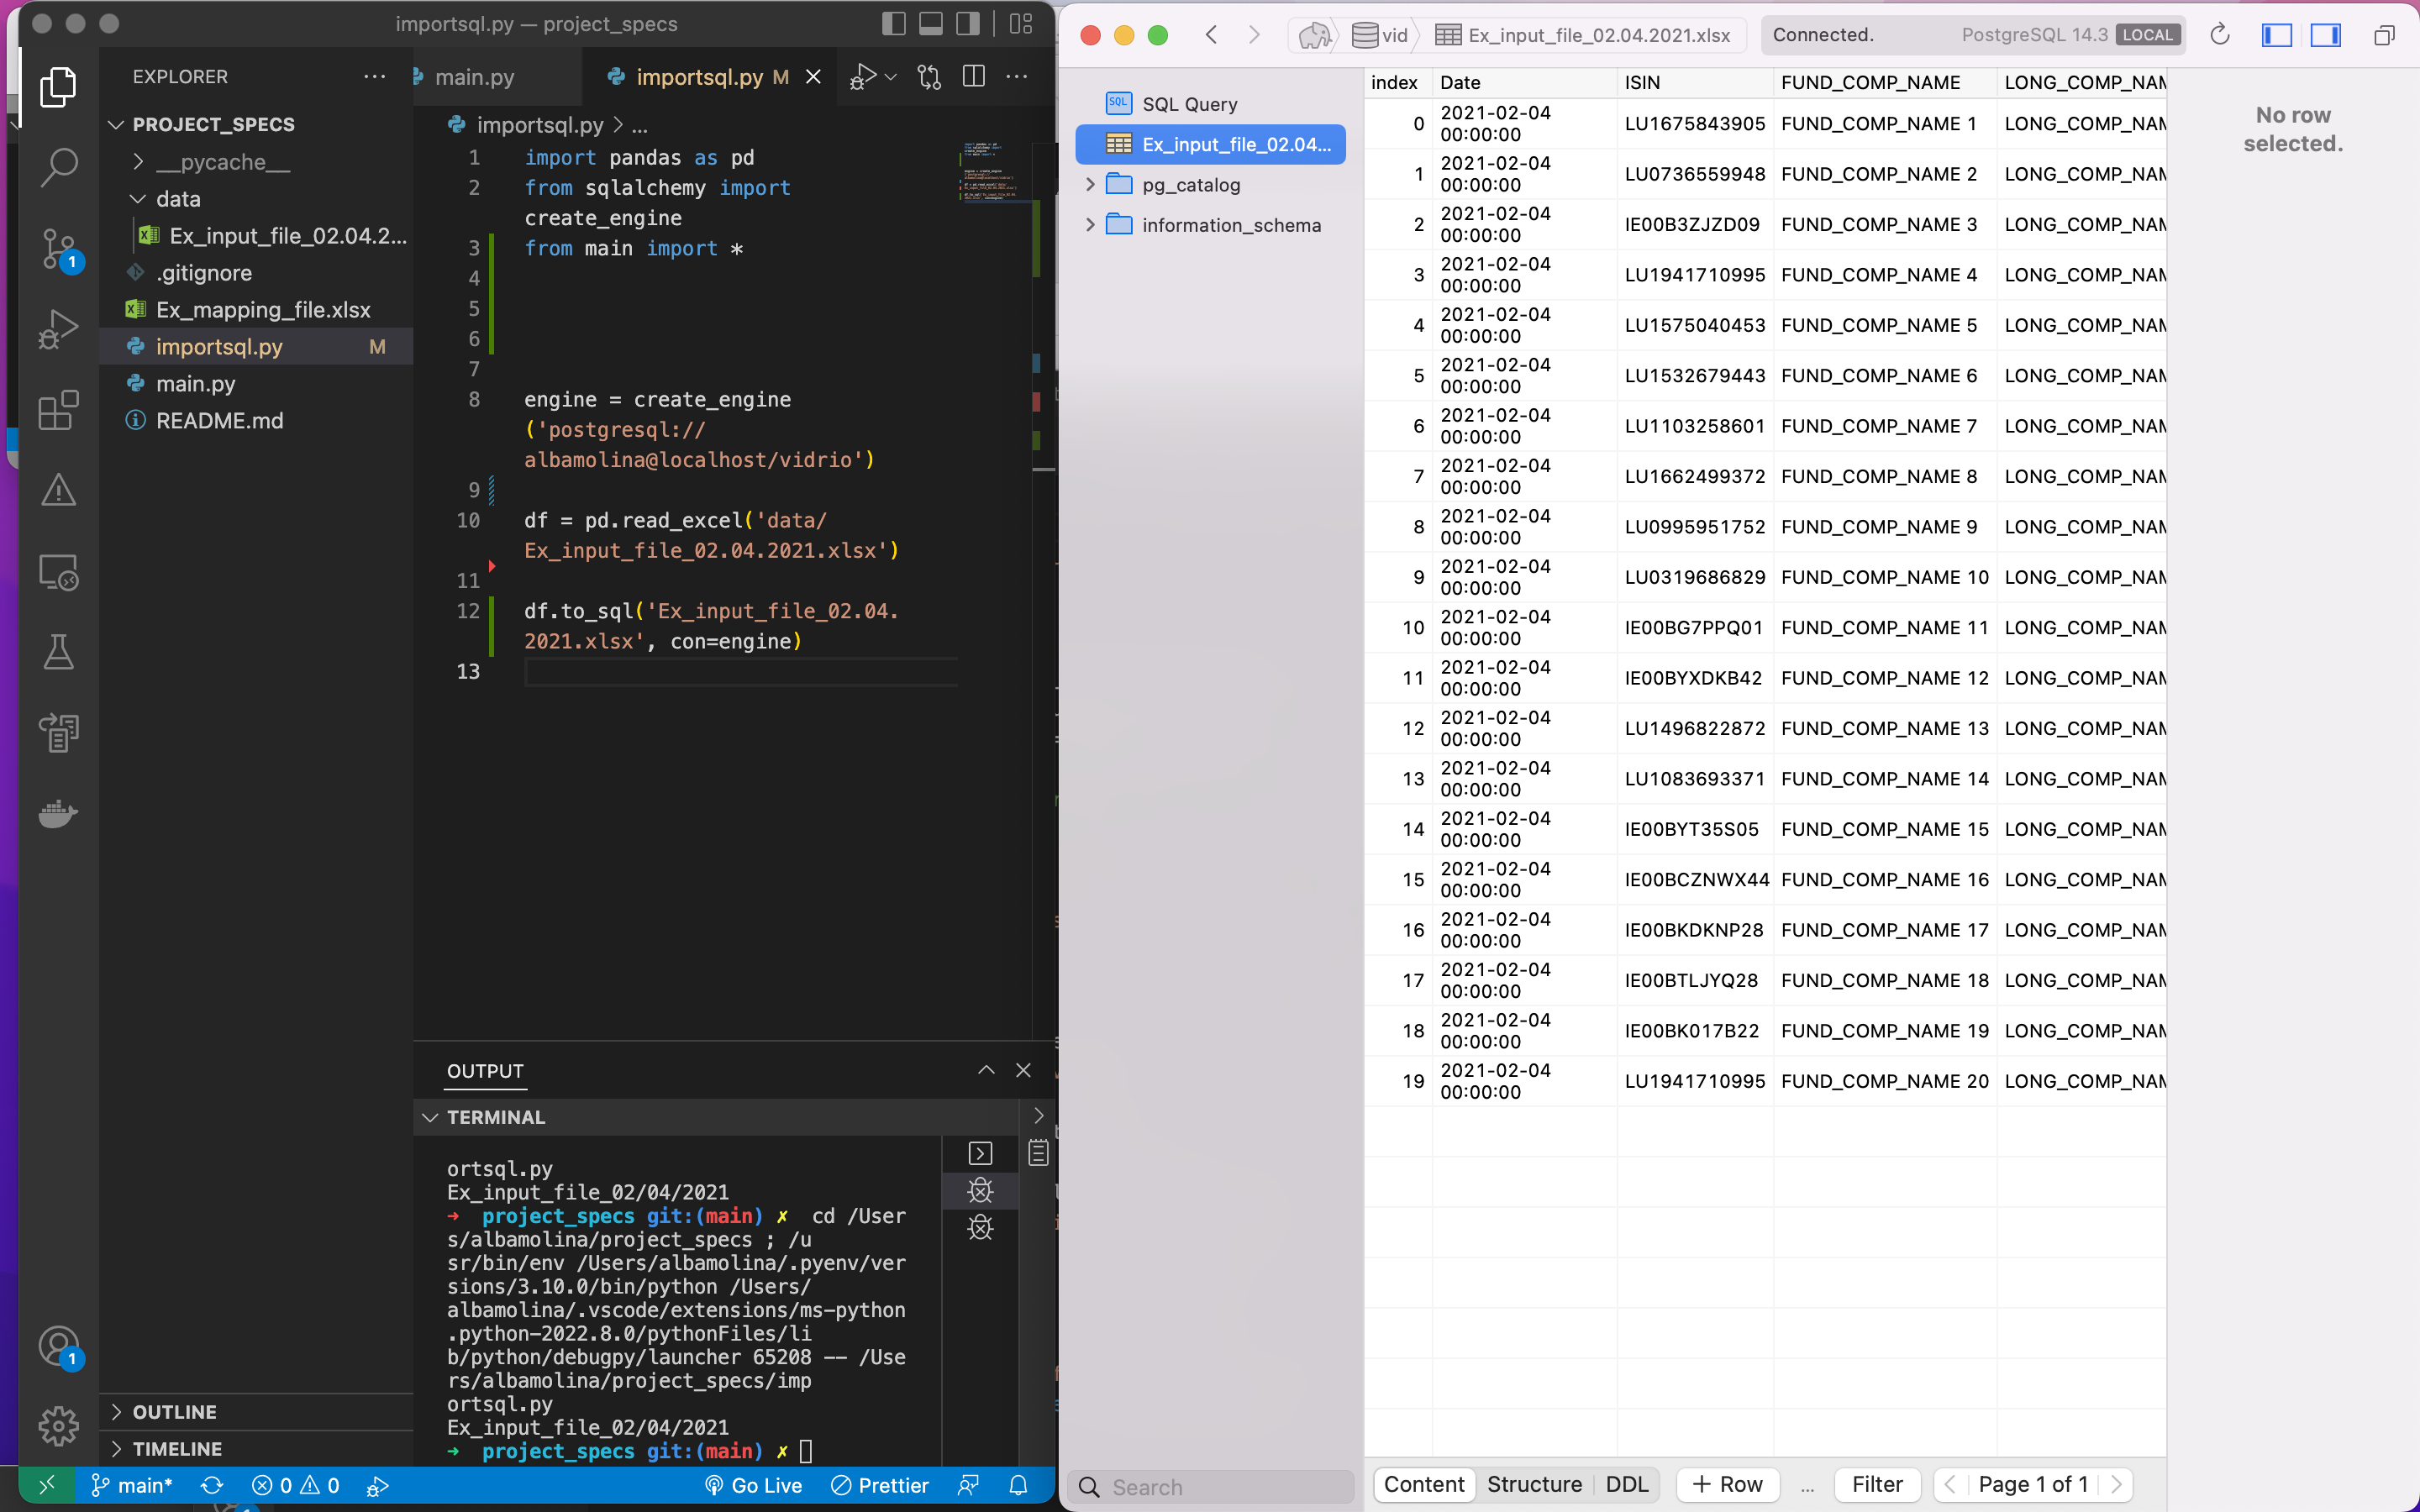 importsql.py — project_specs
EXPLORER
PROJECT_SPECS
__pycache__
data
Ex_input_file_02.04.2...
.gitignore
Ex_mapping_file.xlsx
importsql.py M
main.py
README.md
OUTLINE
TIMELINE
main.py
importsql.py M
importsql.py > ...
1 import pandas as pd
2 from sqlalchemy import
create_engine
3 from main import *
4
5
6
7
8 engine = create_engine
('postgresql://
albamolina@localhost/vidrio')
9
10 df = pd.read_excel('data/
Ex_input_file_02.04.2021.xlsx')
11
12 df.to_sql('Ex_input_file_02.04.
2021.xlsx', con=engine)
13
OUTPUT
TERMINAL
ortsql.py
Ex_input_file_02/04/2021
➜ project_specs git:(main) ✗ cd /User
s/albamolina/project_specs ; /u
sr/bin/env /Users/albamolina/.pyenv/ver
sions/3.10.0/bin/python /Users/
albamolina/.vscode/extensions/ms-python
.python-2022.8.0/pythonFiles/li
b/python/debugpy/launcher 65208 -- /Use
rs/albamolina/project_specs/imp
ortsql.py
Ex_input_file_02/04/2021
➜ project_specs git:(main) ✗
1
1
main* 0 0 Go Live Prettier
vid Ex_input_file_02.04.2021.xlsx Connected. PostgreSQL 14.3 LOCAL
SQL SQL Query
Ex_input_file_02.04...
pg_catalog
information_schema
Search
index Date ISIN FUND_COMP_NAME LONG_COMP_NAM
0 2021-02-04 00:00:00 LU1675843905 FUND_COMP_NAME 1 LONG_COMP_NAM
1 2021-02-04 00:00:00 LU0736559948 FUND_COMP_NAME 2 LONG_COMP_NAM
2 2021-02-04 00:00:00 IE00B3ZJZD09 FUND_COMP_NAME 3 LONG_COMP_NAM
3 2021-02-04 00:00:00 LU1941710995 FUND_COMP_NAME 4 LONG_COMP_NAM
4 2021-02-04 00:00:00 LU1575040453 FUND_COMP_NAME 5 LONG_COMP_NAM
5 2021-02-04 00:00:00 LU1532679443 FUND_COMP_NAME 6 LONG_COMP_NAM
6 2021-02-04 00:00:00 LU1103258601 FUND_COMP_NAME 7 LONG_COMP_NAM
7 2021-02-04 00:00:00 LU1662499372 FUND_COMP_NAME 8 LONG_COMP_NAM
8 2021-02-04 00:00:00 LU0995951752 FUND_COMP_NAME 9 LONG_COMP_NAM
9 2021-02-04 00:00:00 LU0319686829 FUND_COMP_NAME 10 LONG_COMP_NAM
10 2021-02-04 00:00:00 IE00BG7PPQ01 FUND_COMP_NAME 11 LONG_COMP_NAM
11 2021-02-04 00:00:00 IE00BYXDKB42 FUND_COMP_NAME 12 LONG_COMP_NAM
12 2021-02-04 00:00:00 LU1496822872 FUND_COMP_NAME 13 LONG_COMP_NAM
13 2021-02-04 00:00:00 LU1083693371 FUND_COMP_NAME 14 LONG_COMP_NAM
14 2021-02-04 00:00:00 IE00BYT35S05 FUND_COMP_NAME 15 LONG_COMP_NAM
15 2021-02-04 00:00:00 IE00BCZNWX44 FUND_COMP_NAME 16 LONG_COMP_NAM
16 2021-02-04 00:00:00 IE00BKDKNP28 FUND_COMP_NAME 17 LONG_COMP_NAM
17 2021-02-04 00:00:00 IE00BTLJYQ28 FUND_COMP_NAME 18 LONG_COMP_NAM
18 2021-02-04 00:00:00 IE00BK017B22 FUND_COMP_NAME 19 LONG_COMP_NAM
19 2021-02-04 00:00:00 LU1941710995 FUND_COMP_NAME 20 LONG_COMP_NAM
Content Structure DDL + Row ... Filter Page 1 of 1
No row
selected.